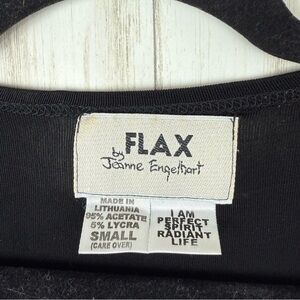 FLAX
by
Jeanne Engelhart
MADE IN
LITHUANIA
95% ACETATE
5% LYCRA
SMALL
(CARE OVER)
I AM
PERFECT
SPIRIT
RADIANT
LIFE